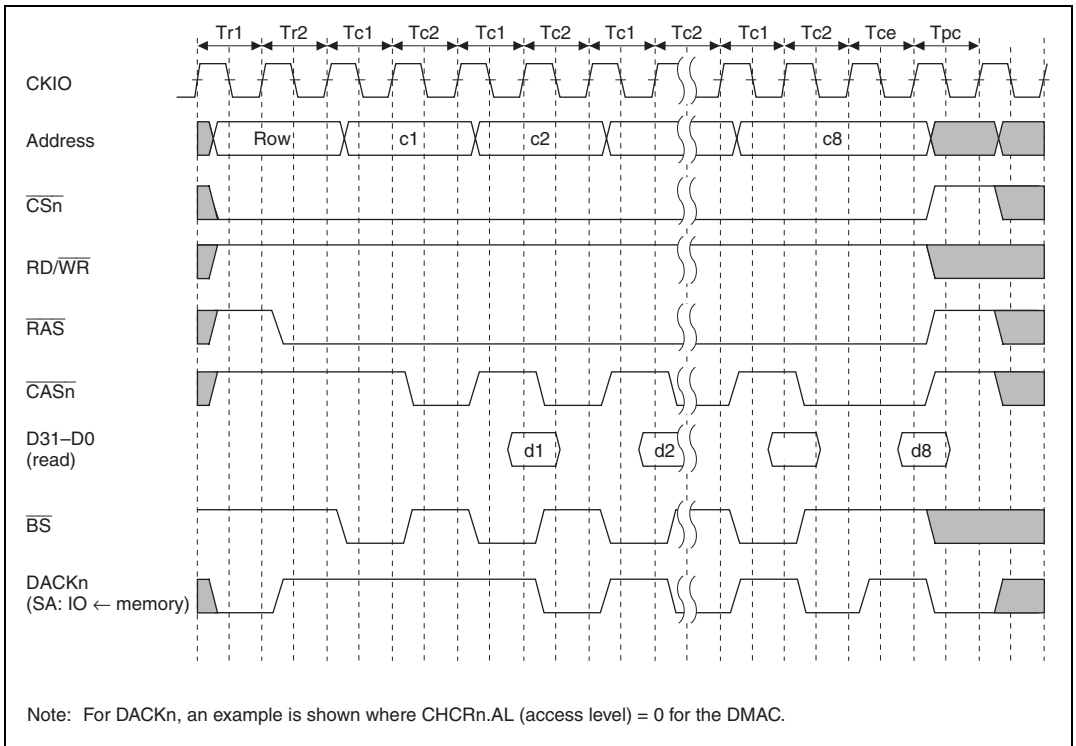 Tr1 Tr2 Tc1 Tc2 Tc1 Tc2 Tc1 Tc2 Tc1 Tc2 Tce Tpc
CKIO
Address Row c1 c2 c8
CSn
RD/WR
RAS
CASn
D31–D0
(read) d1 d2 d8
BS
DACKn
(SA: IO ← memory)
Note: For DACKn, an example is shown where CHCRn.AL (access level) = 0 for the DMAC.